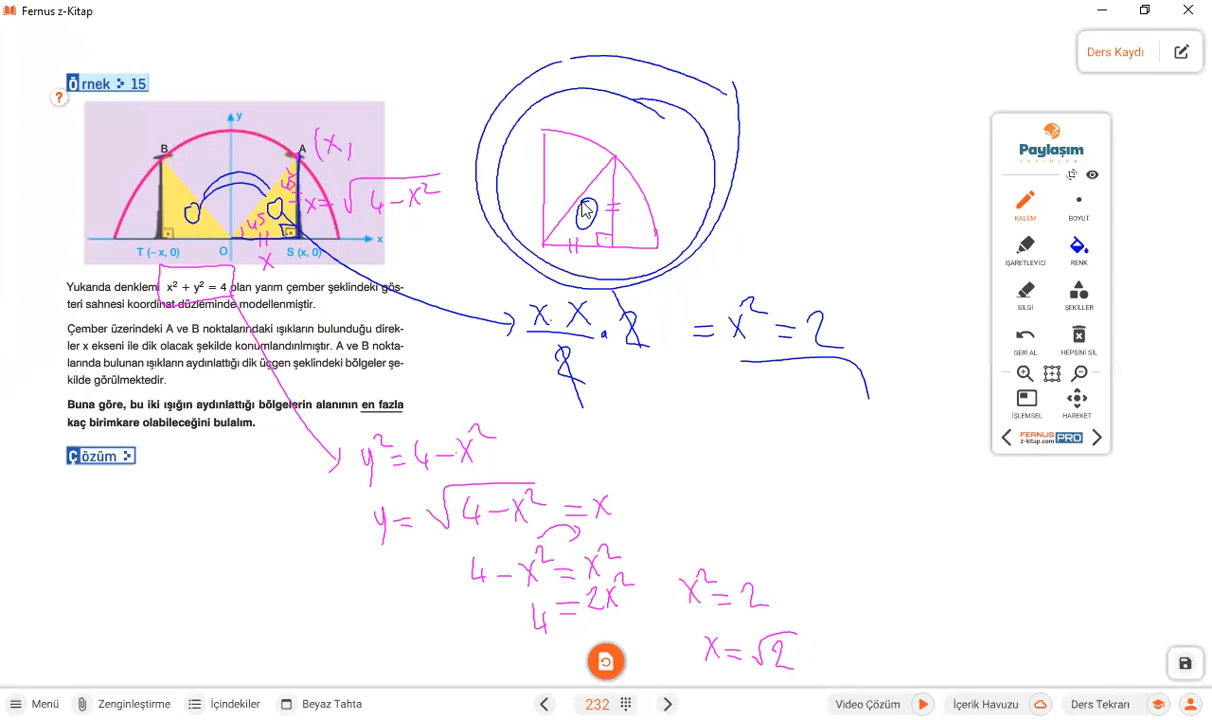 Fernus z-Kitap
Ders Kaydı
Örnek 15
?
y
B
A
(x,
45
= x = √4 − x²
45
x
T (– x, 0)
O
S (x, 0)
x
Yukarıda denklemi x² + y² = 4 olan yarım çember şeklindeki gös-
teri sahnesi koordinat düzleminde modellenmiştir.
Çember üzerindeki A ve B noktalarındaki ışıkların bulunduğu direk-
ler x ekseni ile dik olacak şekilde konumlandırılmıştır. A ve B nokta-
larında bulunan ışıkların aydınlattığı dik üçgen şeklindeki bölgeler şe-
kilde görülmektedir.
Buna göre, bu iki ışığın aydınlattığı bölgelerin alanının en fazla
kaç birimkare olabileceğini bulalım.
Çözüm
x . x / 2 . 2 = x² = 2
y² = 4 − x²
y = √4 − x² = x
4 − x² = x²
4 = 2x²
x² = 2
x = √2
Paylaşım
YAYINLARI
KALEM
BOYUT
İŞARETLEYİCİ
RENK
SİLGİ
ŞEKİLLER
GERİ AL
HEPSİNİ SİL
İŞLEMSEL
HAREKET
FERNUS
z-kitap.com
PRO
Menü
Zenginleştirme
İçindekiler
Beyaz Tahta
232
Video Çözüm
İçerik Havuzu
Ders Tekrarı